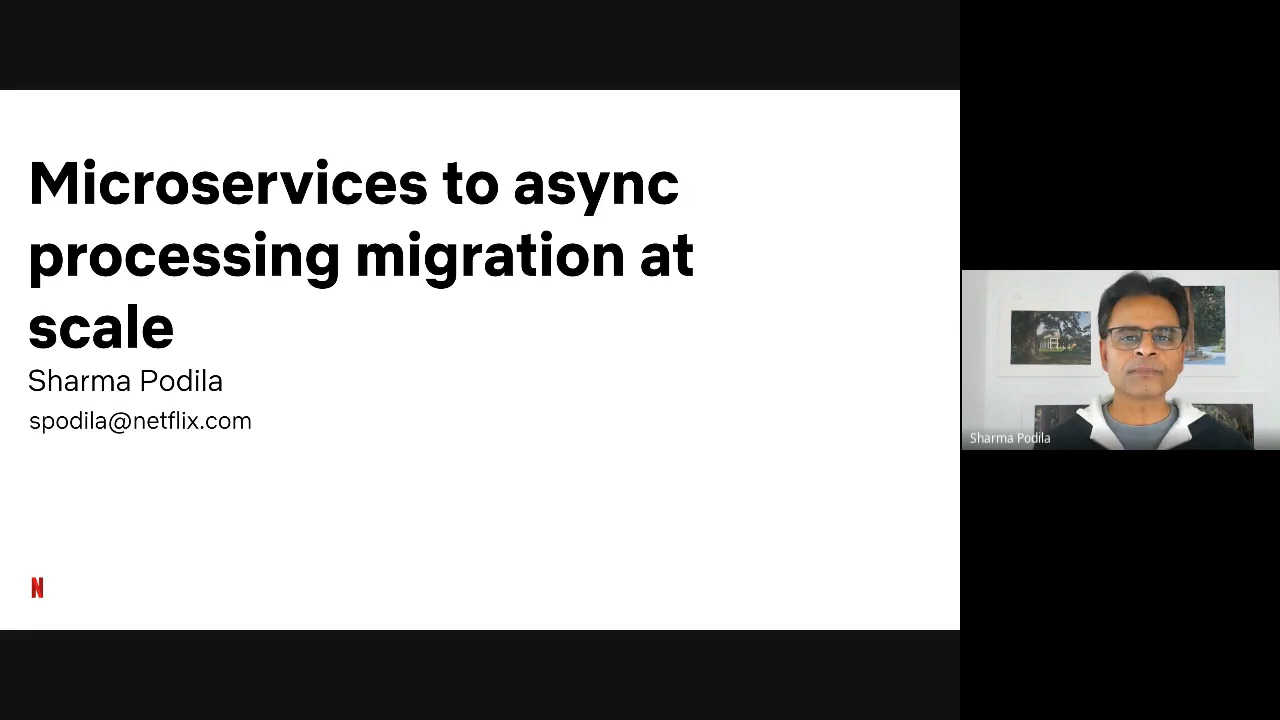 Microservices to async
processing migration at
scale
Sharma Podila
spodila@netflix.com
N
Sharma Podila